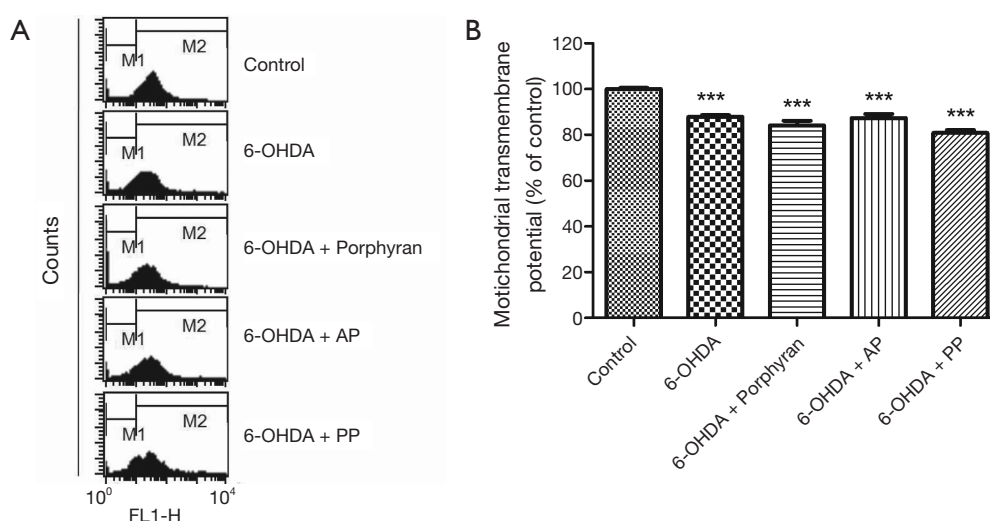 A
Counts
M1
M2
Control
M1
M2
6-OHDA
M1
M2
6-OHDA + Porphyran
M1
M2
6-OHDA + AP
M1
M2
6-OHDA + PP
10⁰
10⁴
FL1-H
B
Motichondrial transmembrane
potential (% of control)
120
100
80
60
40
20
0
***
***
***
***
Control
6-OHDA
6-OHDA + Porphyran
6-OHDA + AP
6-OHDA + PP